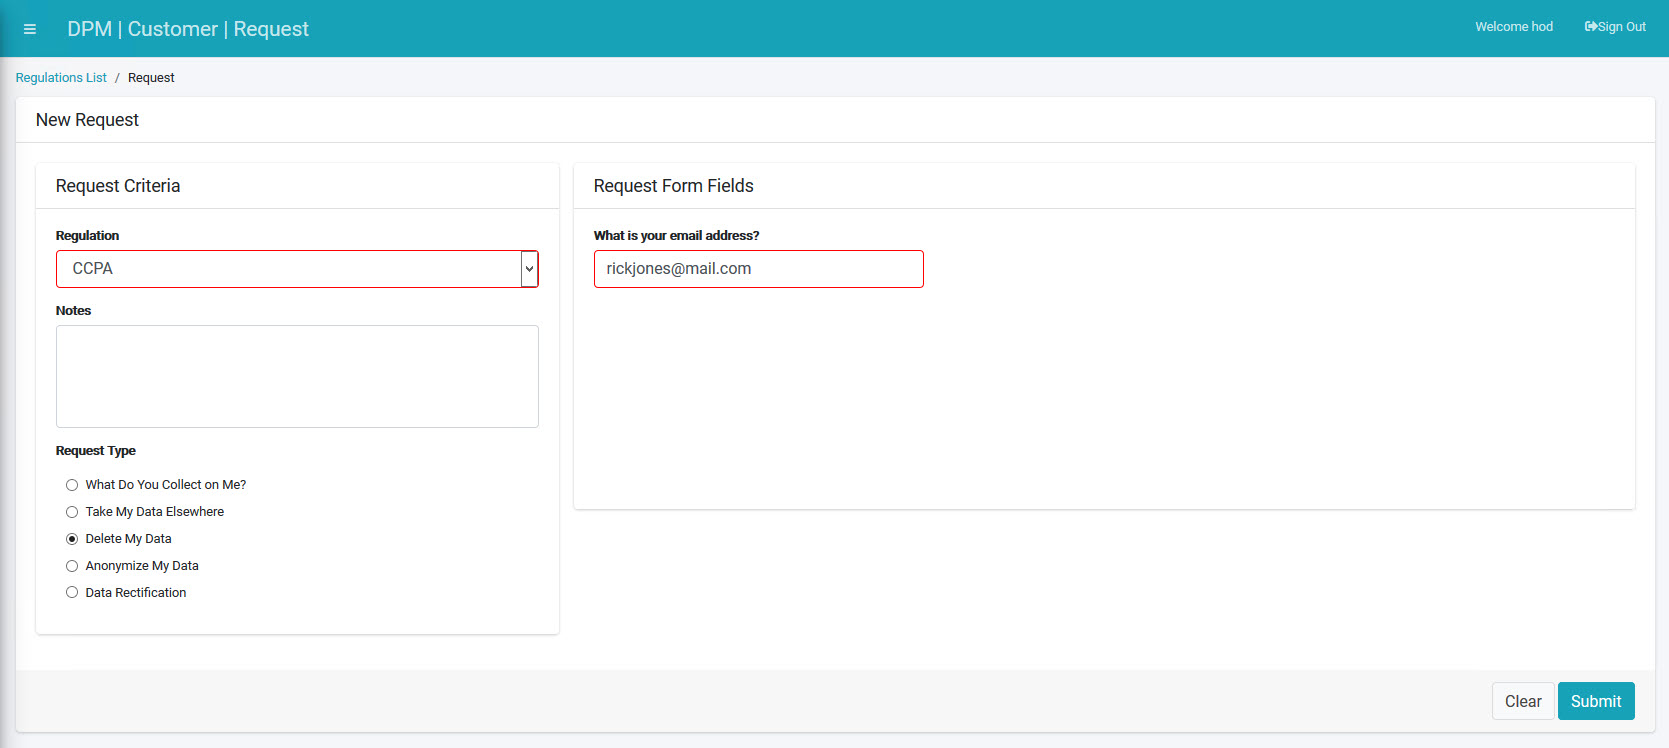 DPM | Customer | Request
Welcome hod
Sign Out
Regulations List / Request
New Request
Request Criteria
Regulation
CCPA
Notes
Request Type
What Do You Collect on Me?
Take My Data Elsewhere
Delete My Data
Anonymize My Data
Data Rectification
Request Form Fields
What is your email address?
rickjones@mail.com
Clear
Submit